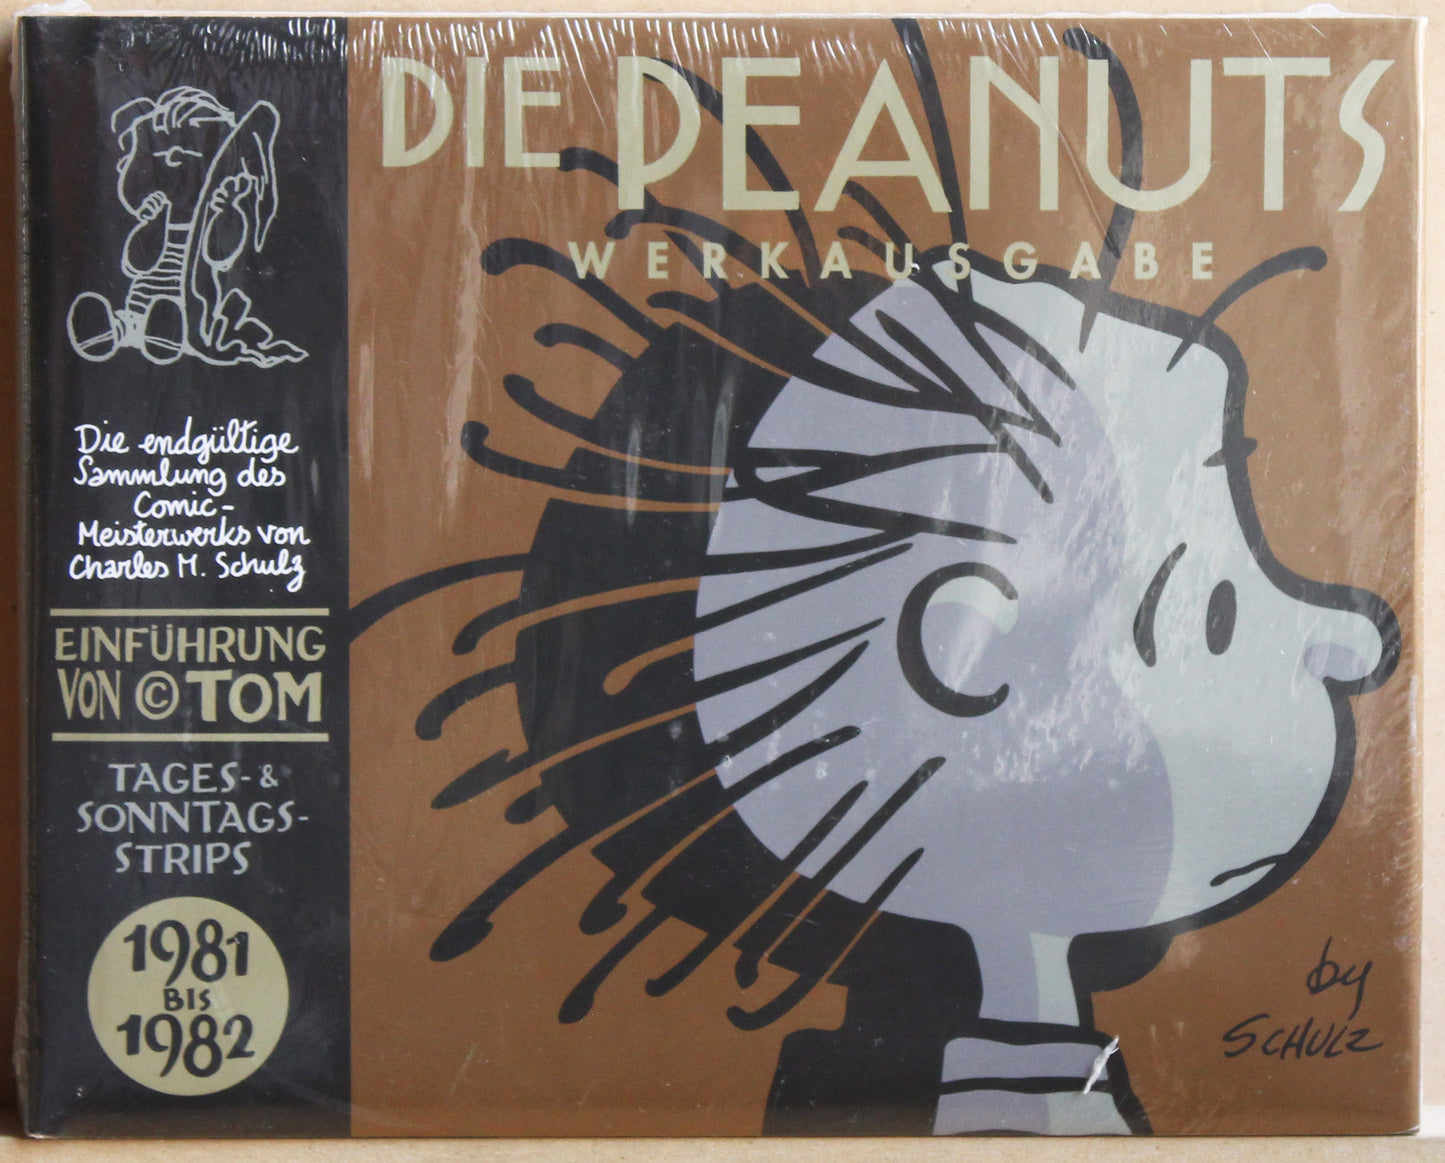 DIE PEANUTS
WERKAUSGABE
Die endgültige
Sammlung des
Comic-
Meisterwerks von
Charles M. Schulz
EINFÜHRUNG
VON © TOM
TAGES- &
SONNTAGS-
STRIPS
1981
BIS
1982
by
SCHULZ